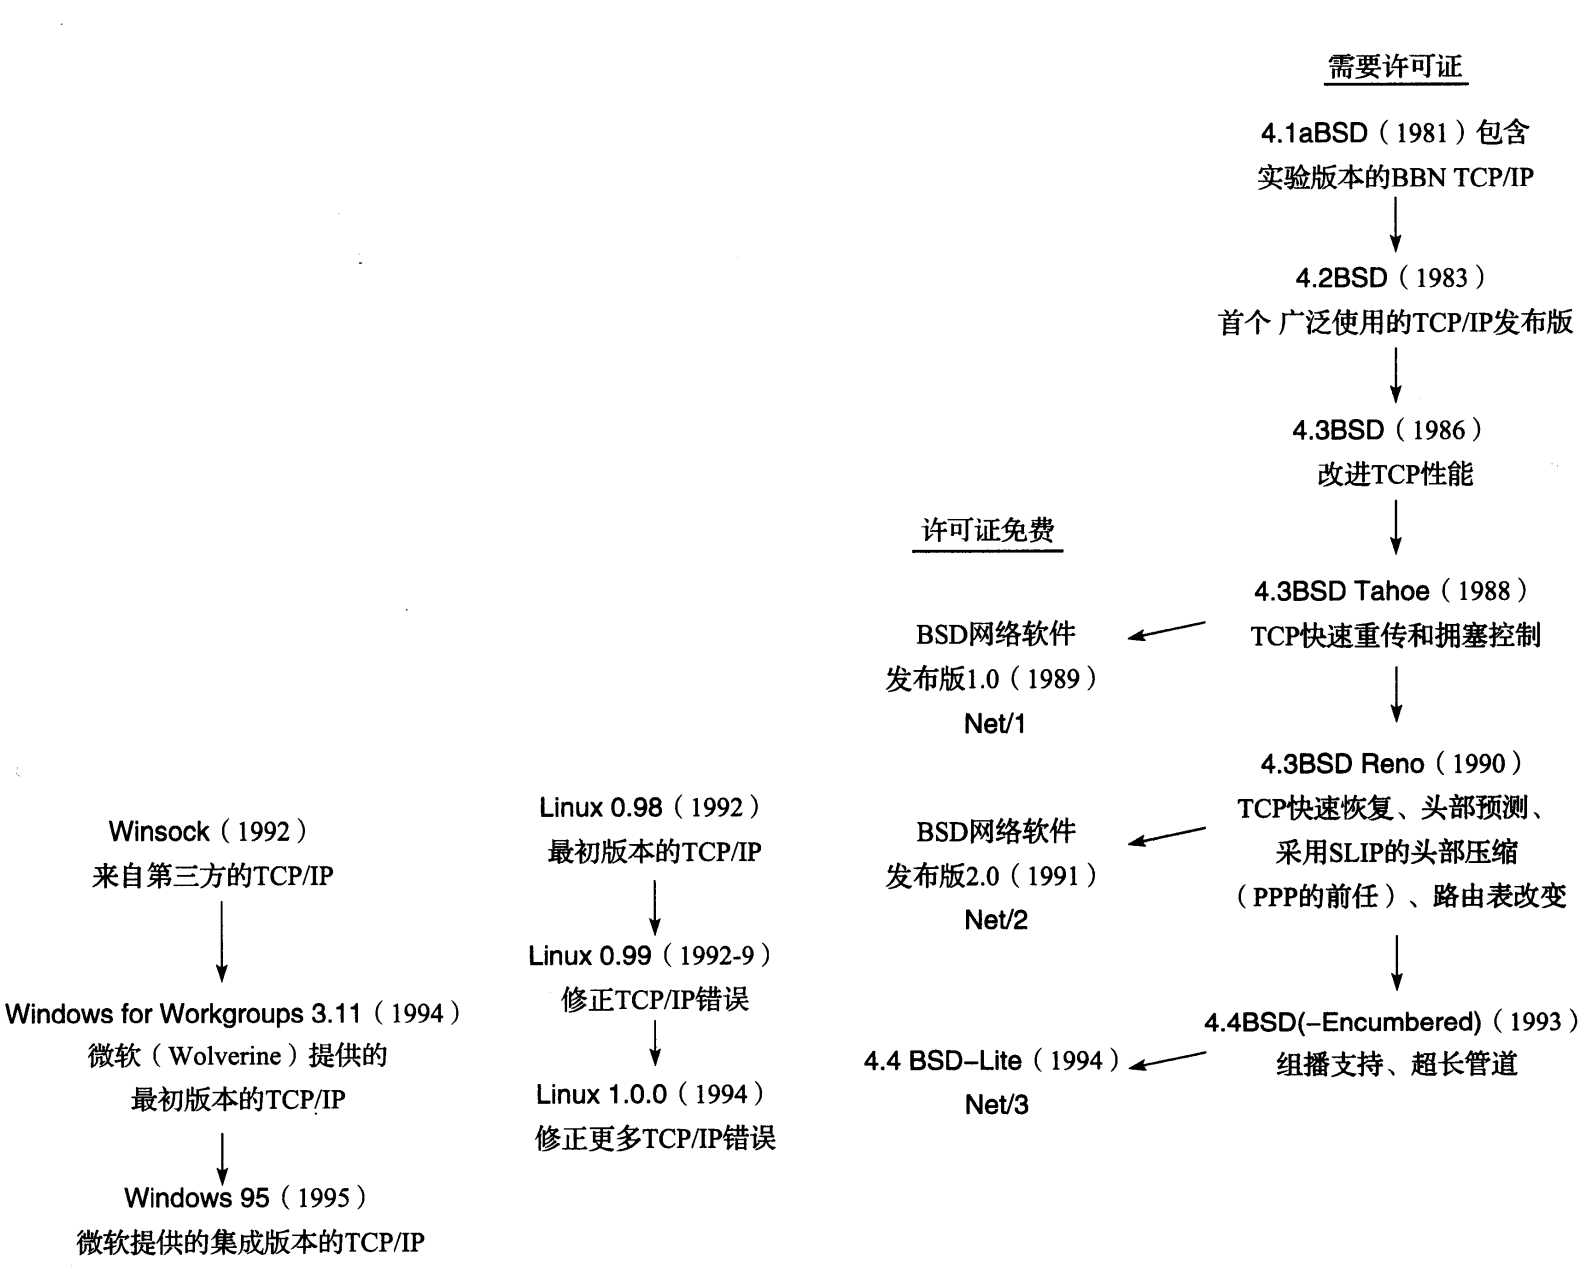 需要许可证
4.1aBSD（1981）包含
实验版本的BBN TCP/IP
4.2BSD（1983）
首个 广泛使用的TCP/IP发布版
4.3BSD（1986）
改进TCP性能
4.3BSD Tahoe（1988）
TCP快速重传和拥塞控制
4.3BSD Reno（1990）
TCP快速恢复、头部预测、
采用SLIP的头部压缩
（PPP的前任）、路由表改变
4.4BSD(–Encumbered)（1993）
组播支持、超长管道
许可证免费
BSD网络软件
发布版1.0（1989）
Net/1
BSD网络软件
发布版2.0（1991）
Net/2
4.4 BSD–Lite（1994）
Net/3
Linux 0.98（1992）
最初版本的TCP/IP
Linux 0.99（1992-9）
修正TCP/IP错误
Linux 1.0.0（1994）
修正更多TCP/IP错误
Winsock（1992）
来自第三方的TCP/IP
Windows for Workgroups 3.11（1994）
微软（Wolverine）提供的
最初版本的TCP/IP
Windows 95（1995）
微软提供的集成版本的TCP/IP